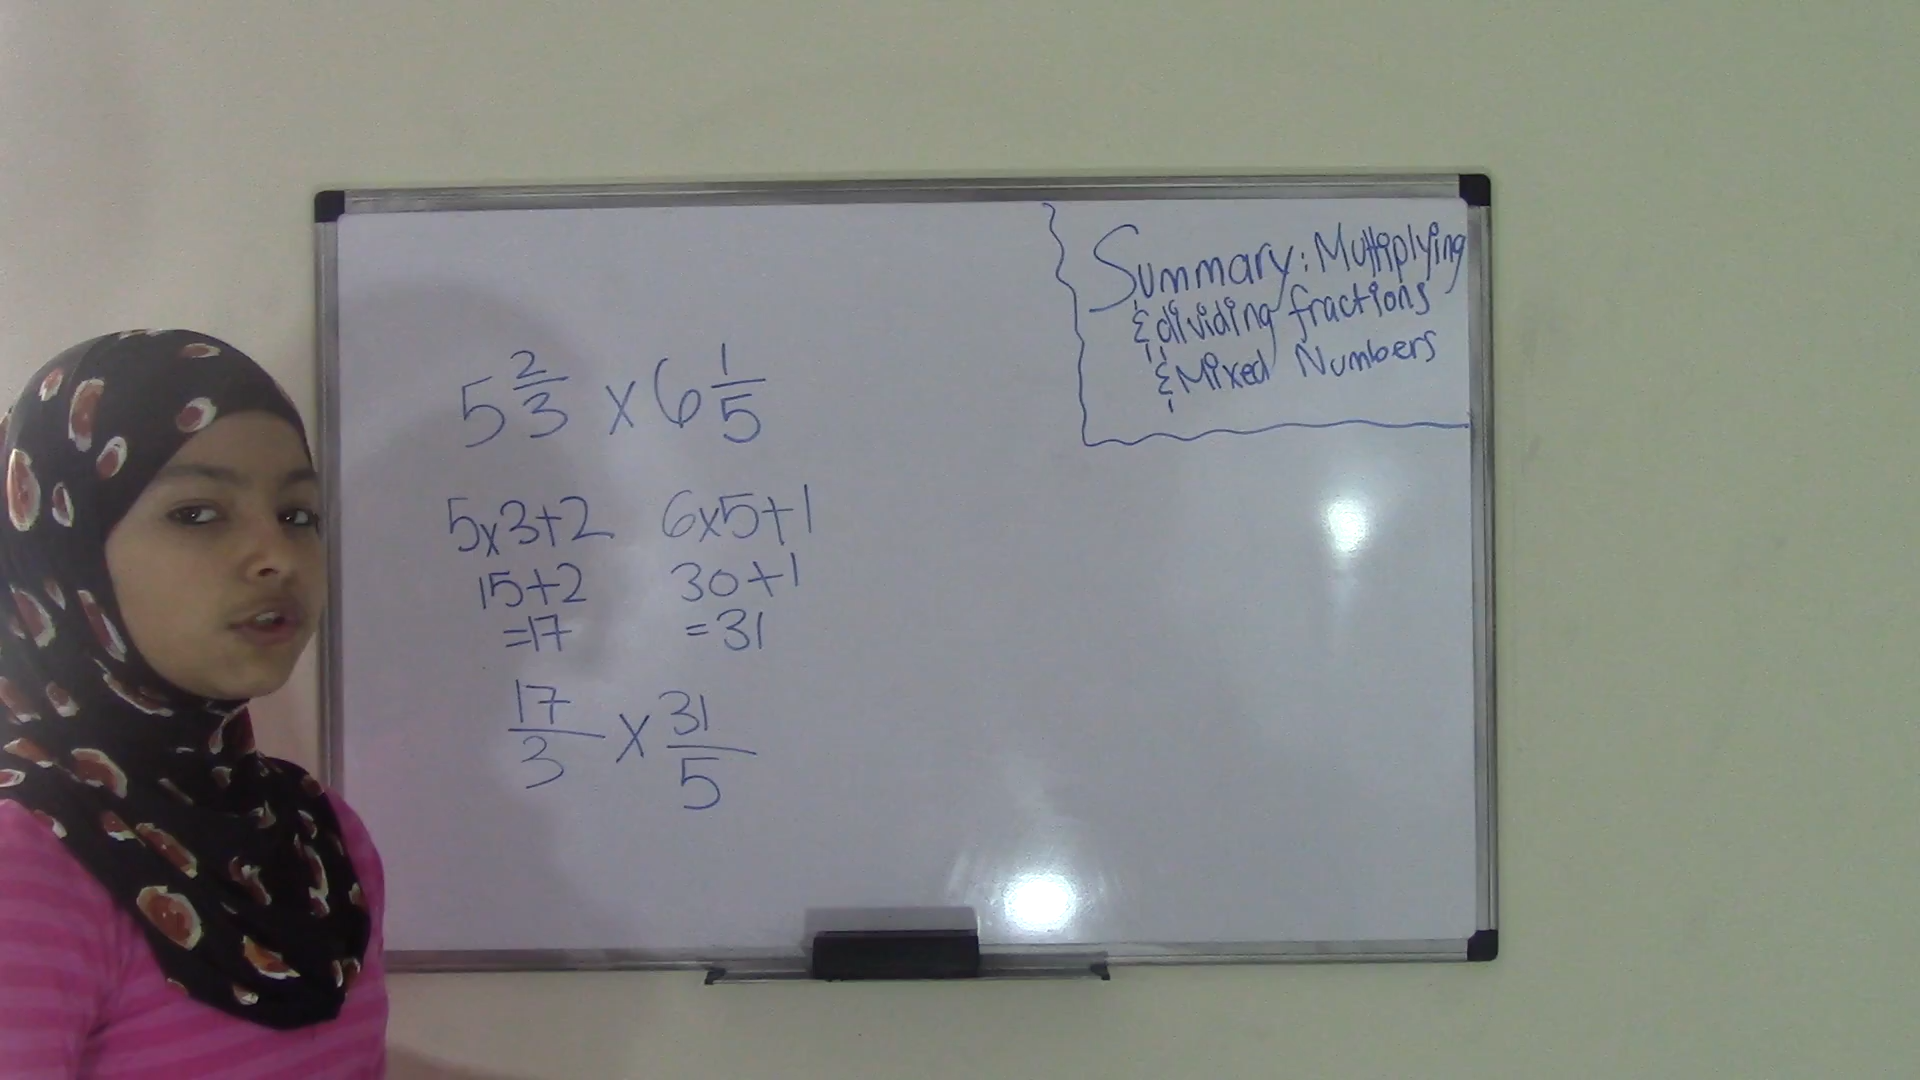 Summary: Multiplying
& dividing fractions
& Mixed Numbers
5 2/3 x 6 1/5
5x3+2 6x5+1
15+2 30+1
=17 =31
17/3 x 31/5